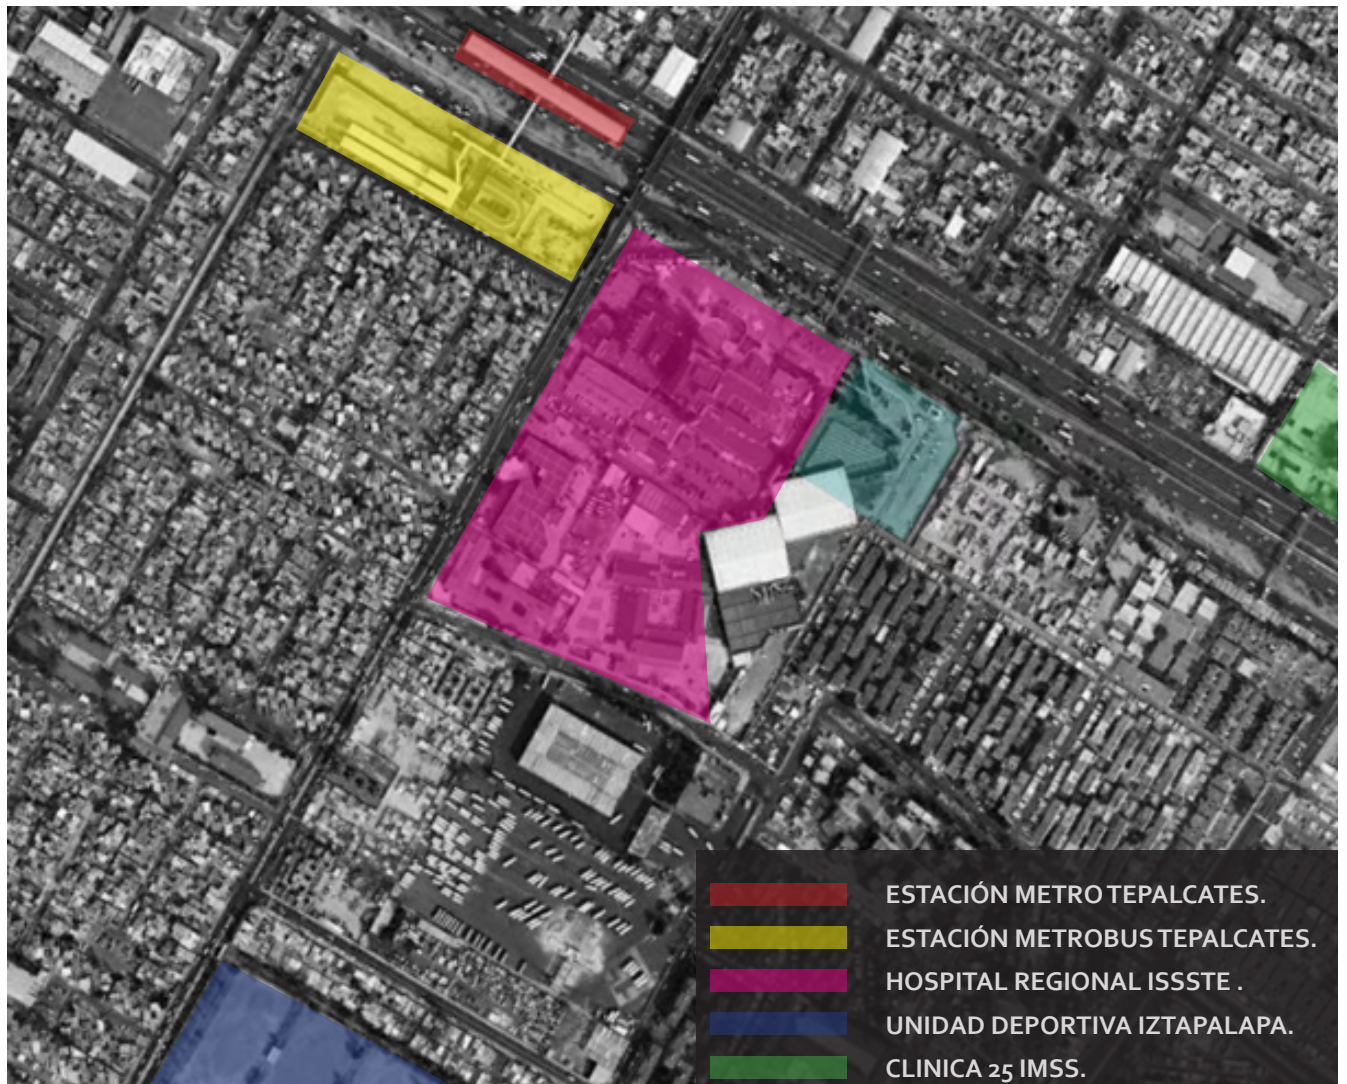 ESTACIÓN METRO TEPALCATES.
ESTACIÓN METROBUS TEPALCATES.
HOSPITAL REGIONAL ISSSTE .
UNIDAD DEPORTIVA IZTAPALAPA.
CLINICA 25 IMSS.